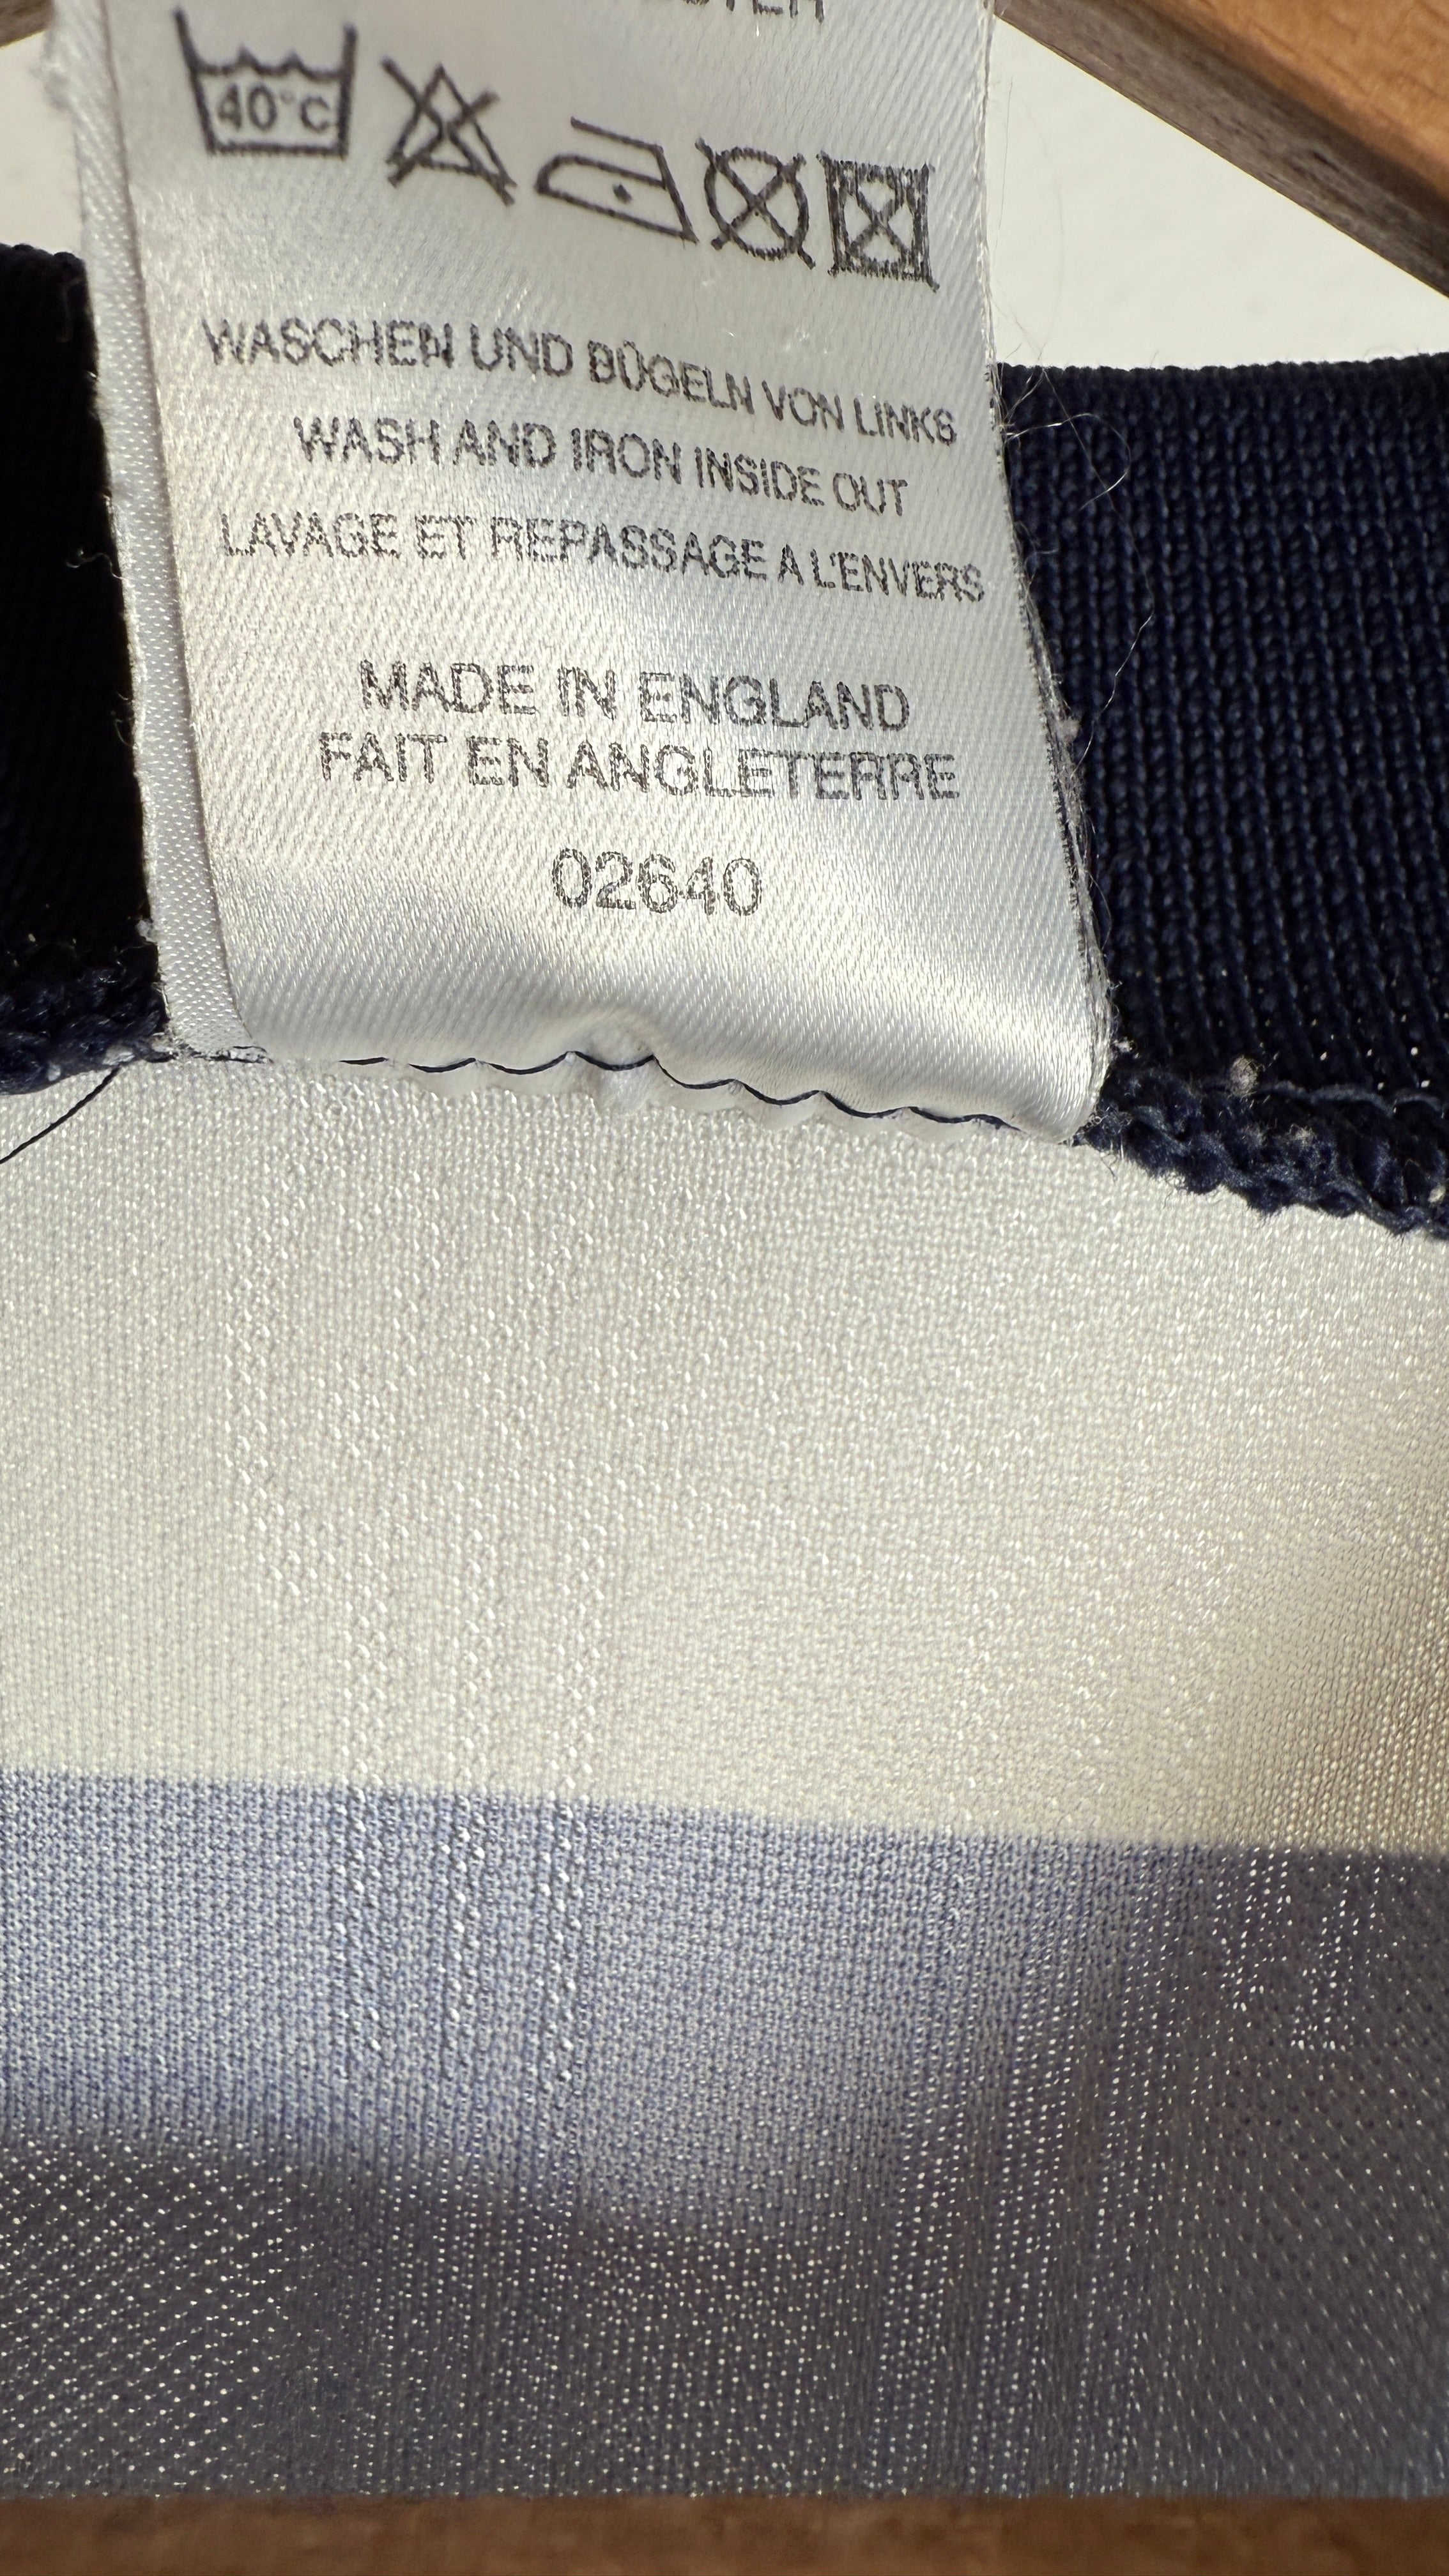 40°C
WASCHEN UND BÜGELN VON LINKS
WASH AND IRON INSIDE OUT
LAVAGE ET REPASSAGE A L'ENVERS
MADE IN ENGLAND
FAIT EN ANGLETERRE
02640